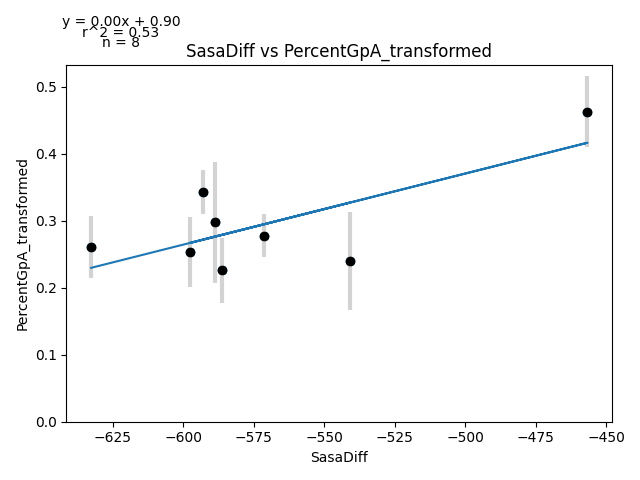 y = 0.00x + 0.90
r^2 = 0.53
n = 8
SasaDiff vs PercentGpA_transformed
PercentGpA_transformed
0.5
0.4
0.3
0.2
0.1
0.0
−625
−600
−575
−550
−525
−500
−475
−450
SasaDiff